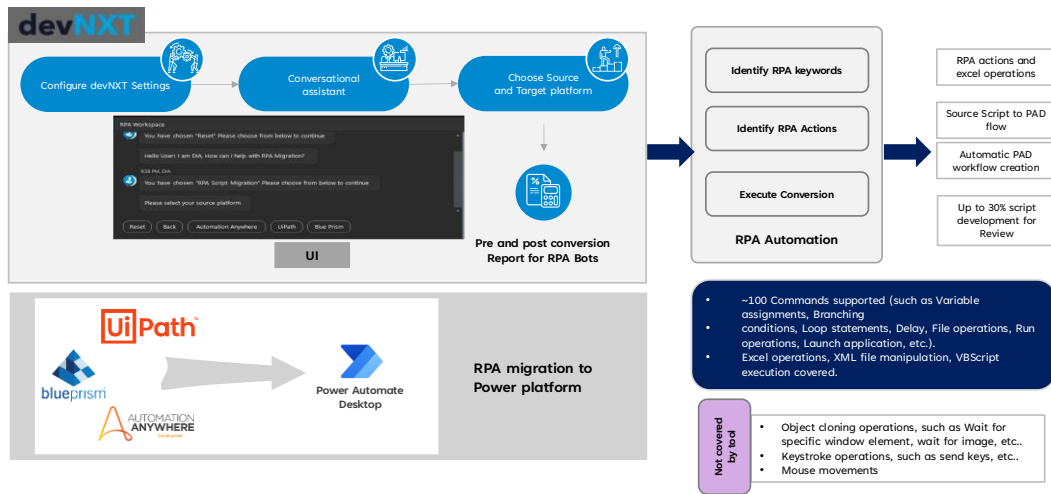 devNXT
Configure devNXT Settings
Conversational
assistant
Choose Source
and Target platform
RPA Workspace
You have chosen "Reset" Please choose from below to continue
Hello User! I am DIA, How can I help with RPA Migration?
9:28 PM, DIA
You have chosen "RPA Script Migration" Please choose from below to continue
Please select your source platform
Reset
Back
Automation Anywhere
UiPath
Blue Prism
UI
Pre and post conversion
Report for RPA Bots
Identify RPA keywords
Identify RPA Actions
Execute Conversion
RPA Automation
RPA actions and
excel operations
Source Script to PAD
flow
Automatic PAD
workflow creation
Up to 30% script
development for
Review
UiPath™
blueprism
AUTOMATION
ANYWHERE
Go be great.
Power Automate
Desktop
RPA migration to
Power platform
• ~100 Commands supported (such as Variable
assignments, Branching
• conditions, Loop statements, Delay, File operations, Run
operations, Launch application, etc.).
• Excel operations, XML file manipulation, VBScript
execution covered.
Not covered
by tool
• Object cloning operations, such as Wait for
specific window element, wait for image, etc..
• Keystroke operations, such as send keys, etc..
• Mouse movements